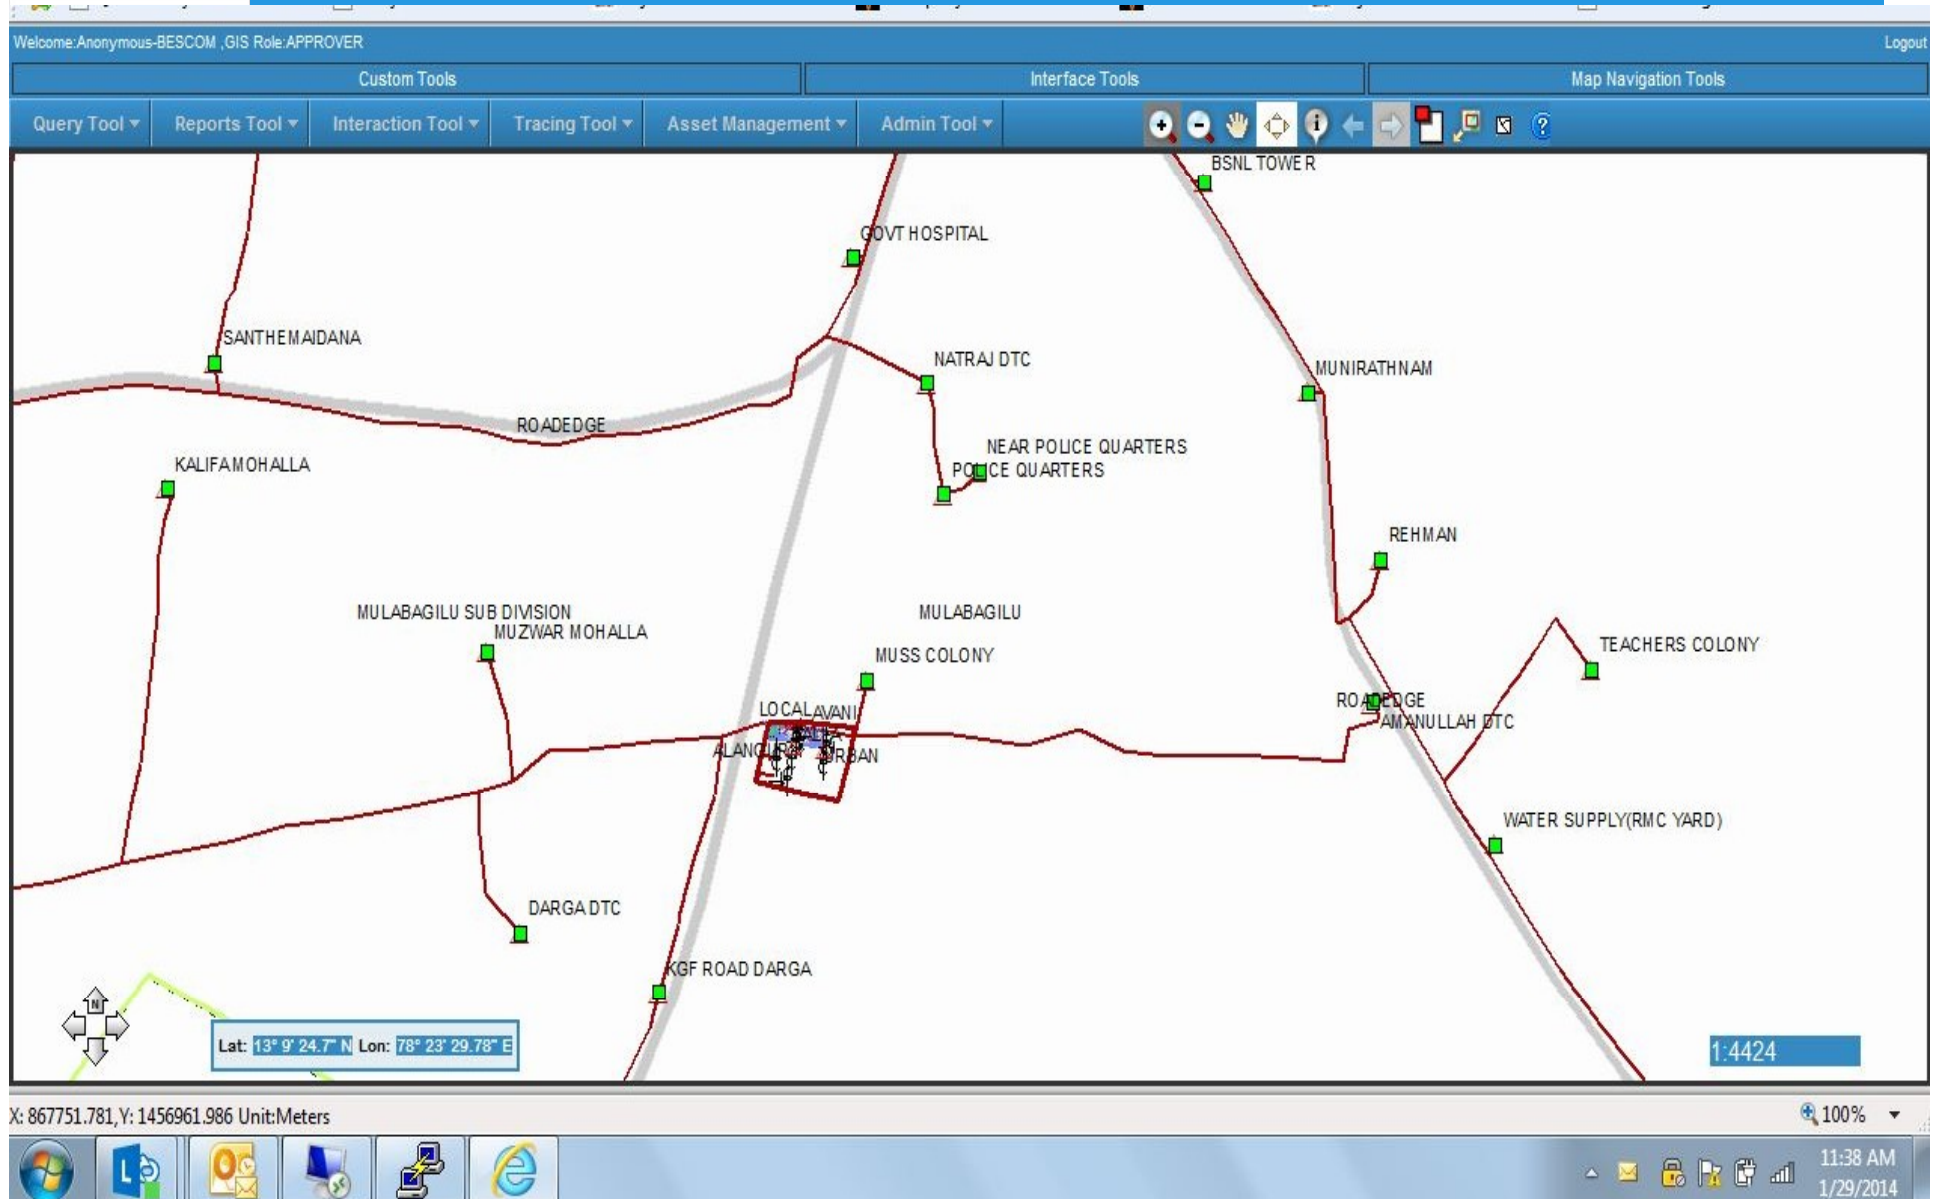 Welcome:Anonymous-BESCOM ,GIS Role:APPROVER
Logout
Custom Tools
Interface Tools
Map Navigation Tools
Query Tool
Reports Tool
Interaction Tool
Tracing Tool
Asset Management
Admin Tool
BSNL TOWER
GOVT HOSPITAL
SANTHEMAIDANA
NATRAJ DTC
MUNIRATHNAM
ROADEDGE
NEAR POLICE QUARTERS
KALIFAMOHALLA
POLICE QUARTERS
REHMAN
MULABAGILU SUB DIVISION
MULABAGILU
MUZWAR MOHALLA
TEACHERS COLONY
MUSS COLONY
ROADEDGE
LOCAL
AVANI
AMANULLAH DTC
URBAN
WATER SUPPLY(RMC YARD)
DARGA DTC
KGF ROAD DARGA
N
Lat: 13° 9' 24.7" N Lon: 78° 23' 29.78" E
1:4424
X: 867751.781,Y: 1456961.986 Unit:Meters
100%
11:38 AM
1/29/2014